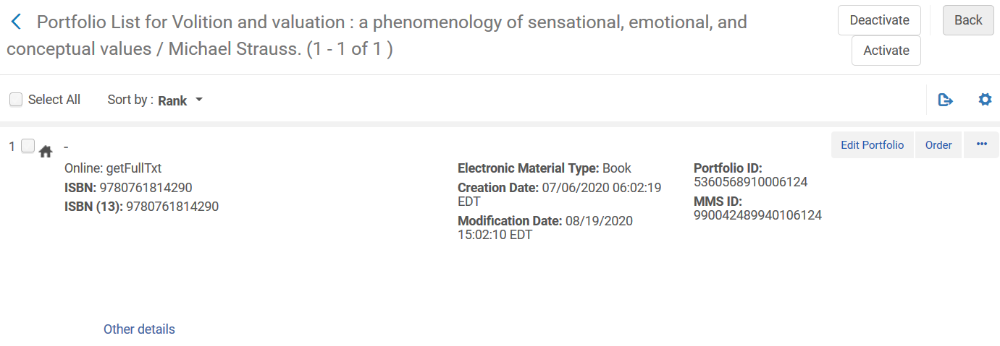 Portfolio List for Volition and valuation : a phenomenology of sensational, emotional, and
conceptual values / Michael Strauss. (1 - 1 of 1 )
Deactivate
Activate
Back
Select All
Sort by : Rank
1
-
Edit Portfolio
Order
Online: getFullTxt
ISBN: 9780761814290
ISBN (13): 9780761814290
Electronic Material Type: Book
Creation Date: 07/06/2020 06:02:19
EDT
Modification Date: 08/19/2020
15:02:10 EDT
Portfolio ID:
5360568910006124
MMS ID:
990042489940106124
Other details